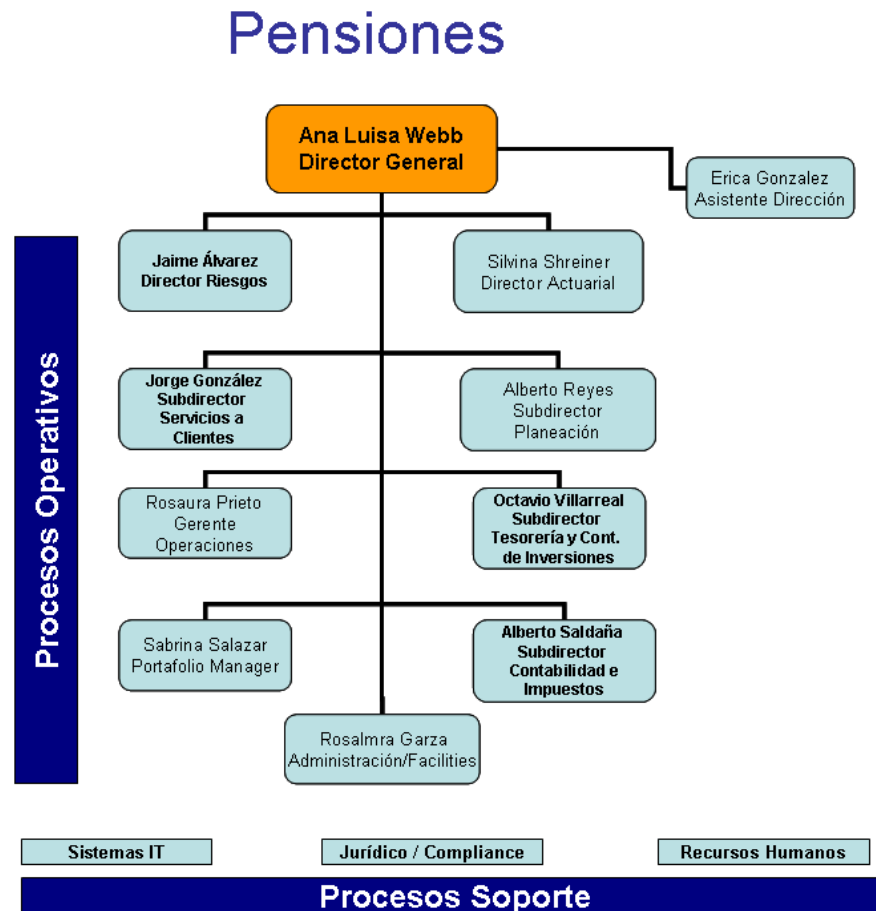 Pensiones
Ana Luisa Webb
Director General
Erica Gonzalez
Asistente Dirección
Procesos Operativos
Jaime Álvarez
Director Riesgos
Silvina Shreiner
Director Actuarial
Jorge González
Subdirector
Servicios a
Clientes
Alberto Reyes
Subdirector
Planeación
Rosaura Prieto
Gerente
Operaciones
Octavio Villarreal
Subdirector
Tesorería y Cont.
de Inversiones
Sabrina Salazar
Portafolio Manager
Alberto Saldaña
Subdirector
Contabilidad e
Impuestos
Rosalmra Garza
Administración/Facilities
Sistemas IT
Jurídico / Compliance
Recursos Humanos
Procesos Soporte